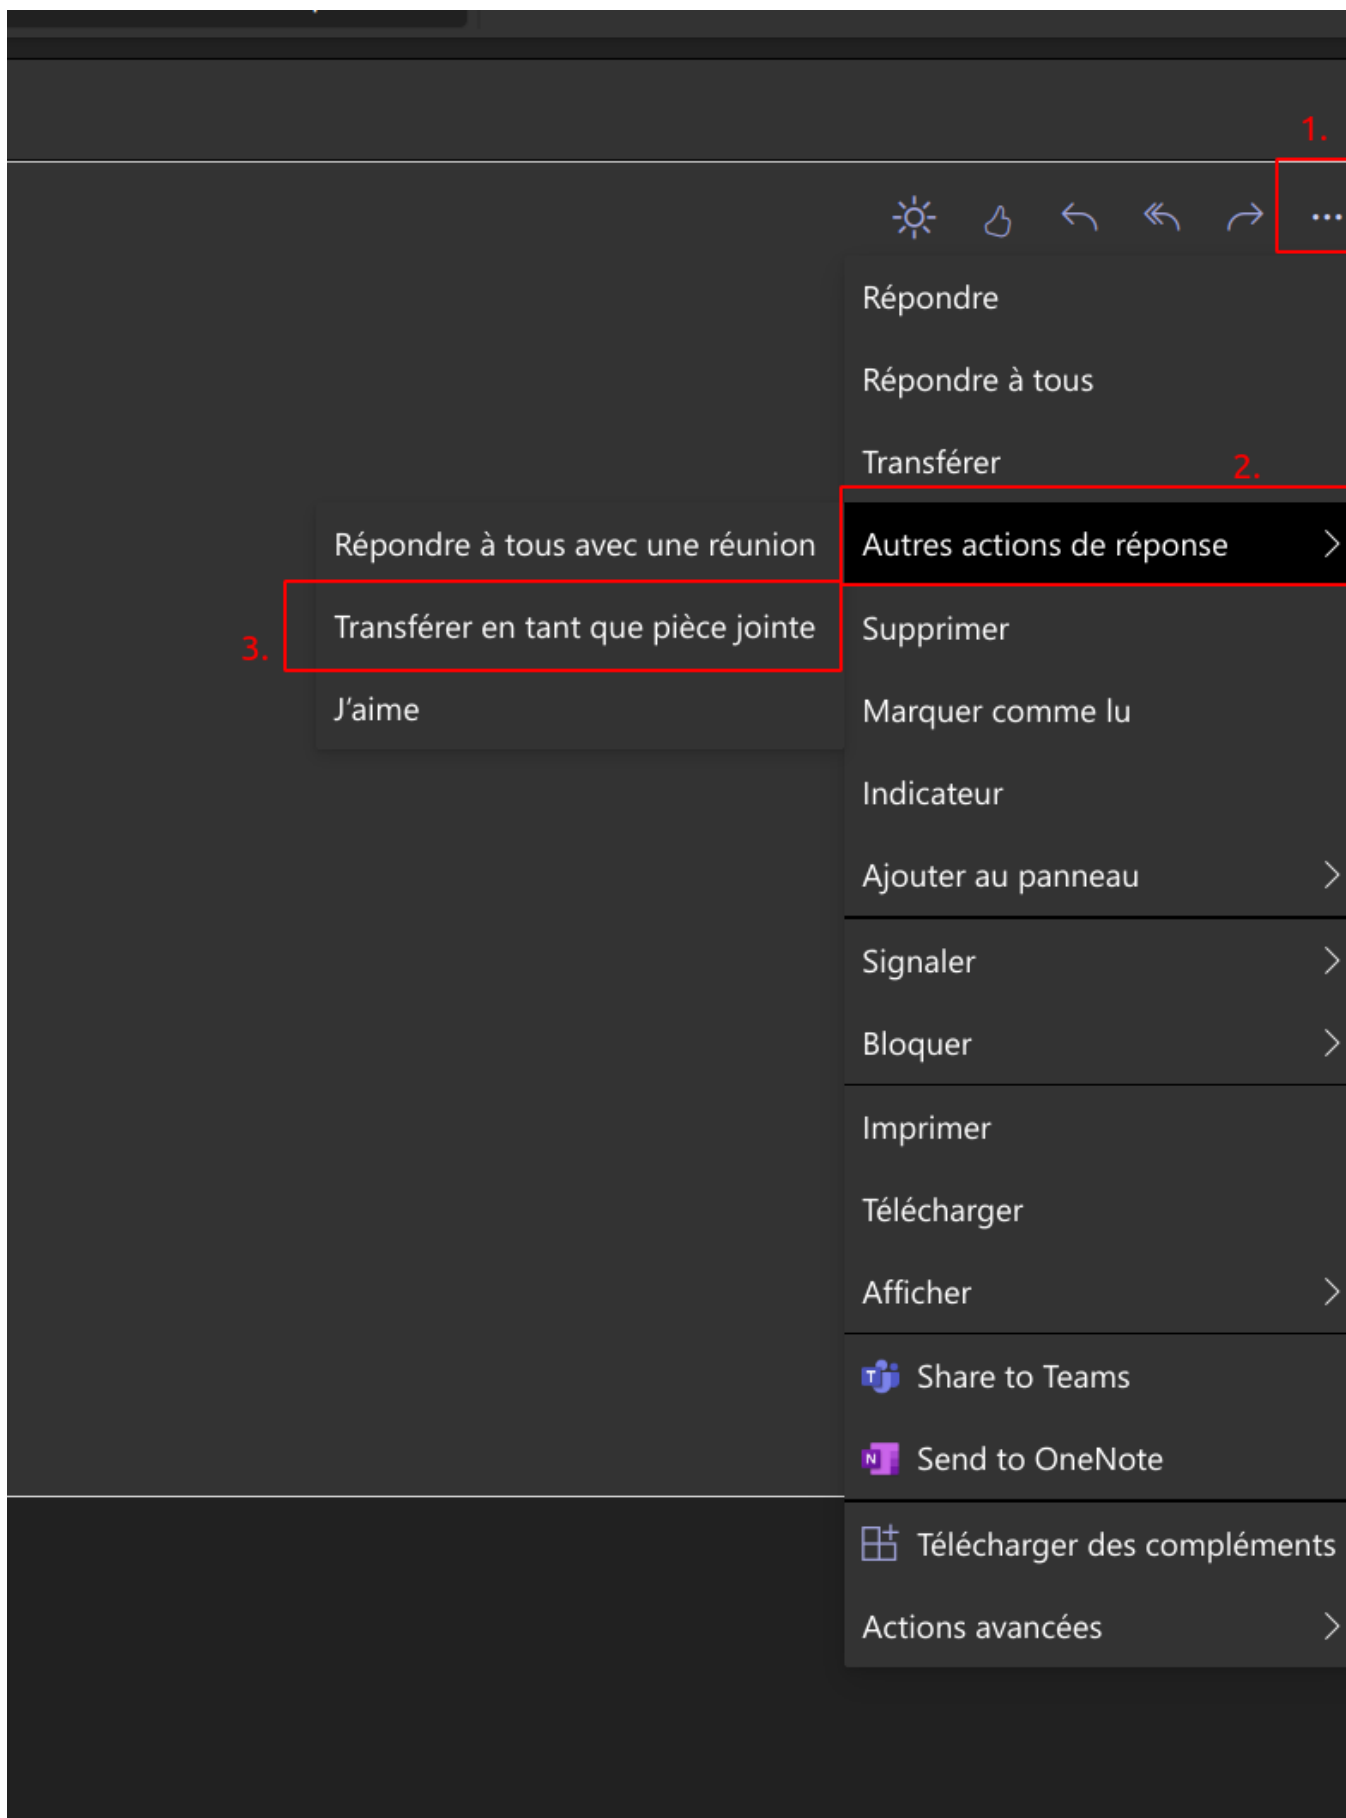 1.
Répondre
Répondre à tous
Transférer
2.
Autres actions de réponse
Répondre à tous avec une réunion
3.
Transférer en tant que pièce jointe
J'aime
Supprimer
Marquer comme lu
Indicateur
Ajouter au panneau
Signaler
Bloquer
Imprimer
Télécharger
Afficher
Share to Teams
Send to OneNote
Télécharger des compléments
Actions avancées